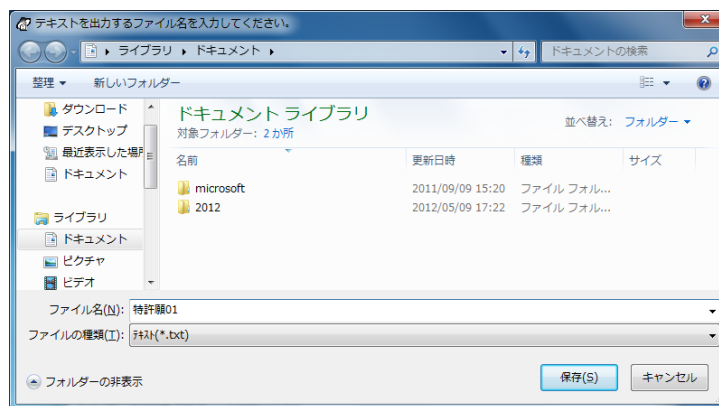 テキストを出力するファイル名を入力してください。
ライブラリ ▸ ドキュメント ▸
ドキュメントの検索
整理 ▼ 新しいフォルダー
ダウンロード
デスクトップ
最近表示した場所
ドキュメント
ライブラリ
ドキュメント
ピクチャ
ビデオ
ドキュメント ライブラリ
対象フォルダー: 2 か所
並べ替え: フォルダー ▼
名前 更新日時 種類 サイズ
microsoft 2011/09/09 15:20 ファイル フォル...
2012 2012/05/09 17:22 ファイル フォル...
ファイル名(N): 特許願01
ファイルの種類(T): ﾃｷｽﾄ(*.txt)
フォルダーの非表示
保存(S) キャンセル